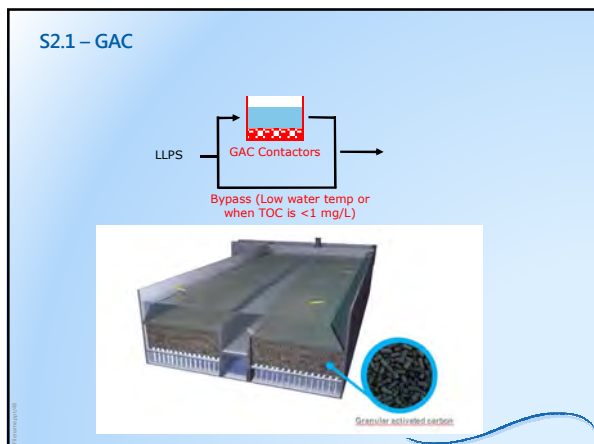 S2.1 – GAC
LLPS
GAC Contactors
Bypass (Low water temp or
when TOC is <1 mg/L)
Granular activated carbon